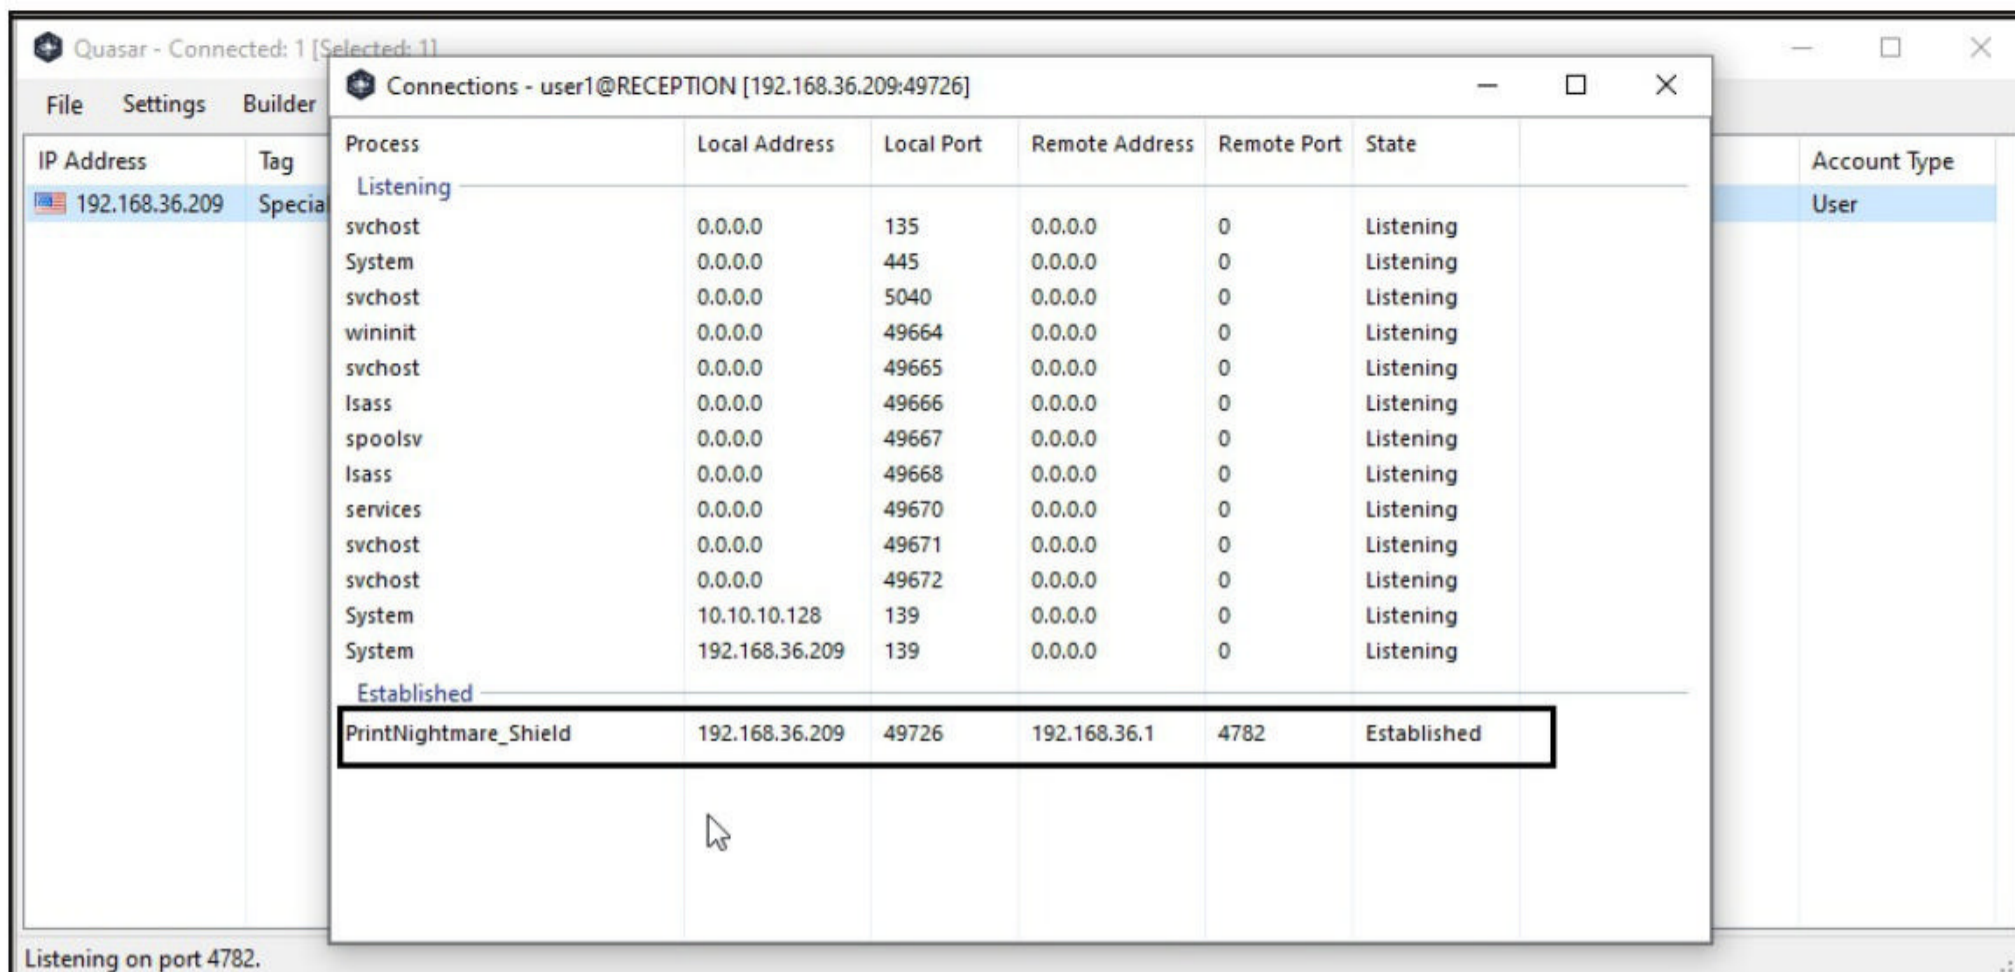 Quasar - Connected: 1 [Selected: 1]
Connections - user1@RECEPTION [192.168.36.209:49726]
File Settings Builder
Process Local Address Local Port Remote Address Remote Port State
IP Address Tag Account Type
Listening
192.168.36.209 Special User
svchost 0.0.0.0 135 0.0.0.0 0 Listening
System 0.0.0.0 445 0.0.0.0 0 Listening
svchost 0.0.0.0 5040 0.0.0.0 0 Listening
wininit 0.0.0.0 49664 0.0.0.0 0 Listening
svchost 0.0.0.0 49665 0.0.0.0 0 Listening
lsass 0.0.0.0 49666 0.0.0.0 0 Listening
spoolsv 0.0.0.0 49667 0.0.0.0 0 Listening
lsass 0.0.0.0 49668 0.0.0.0 0 Listening
services 0.0.0.0 49670 0.0.0.0 0 Listening
svchost 0.0.0.0 49671 0.0.0.0 0 Listening
svchost 0.0.0.0 49672 0.0.0.0 0 Listening
System 10.10.10.128 139 0.0.0.0 0 Listening
System 192.168.36.209 139 0.0.0.0 0 Listening
Established
PrintNightmare_Shield 192.168.36.209 49726 192.168.36.1 4782 Established
Listening on port 4782.